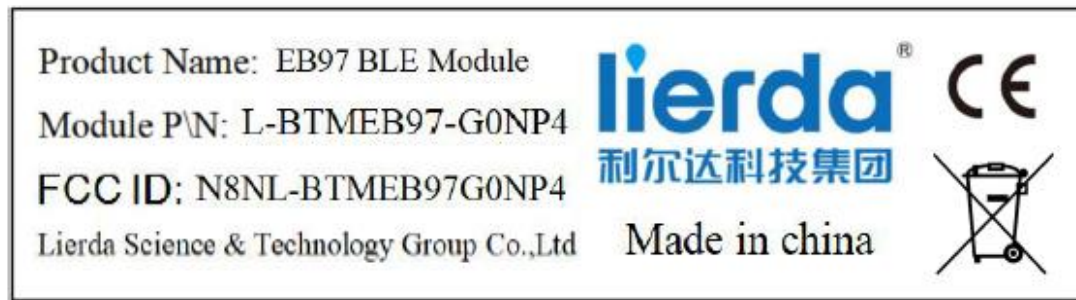 Product Name: EB97 BLE Module
Module P\N: L-BTMEB97-G0NP4
FCC ID: N8NL-BTMEB97G0NP4
Lierda Science & Technology Group Co.,Ltd
lierda®
利尔达科技集团
Made in china
CE